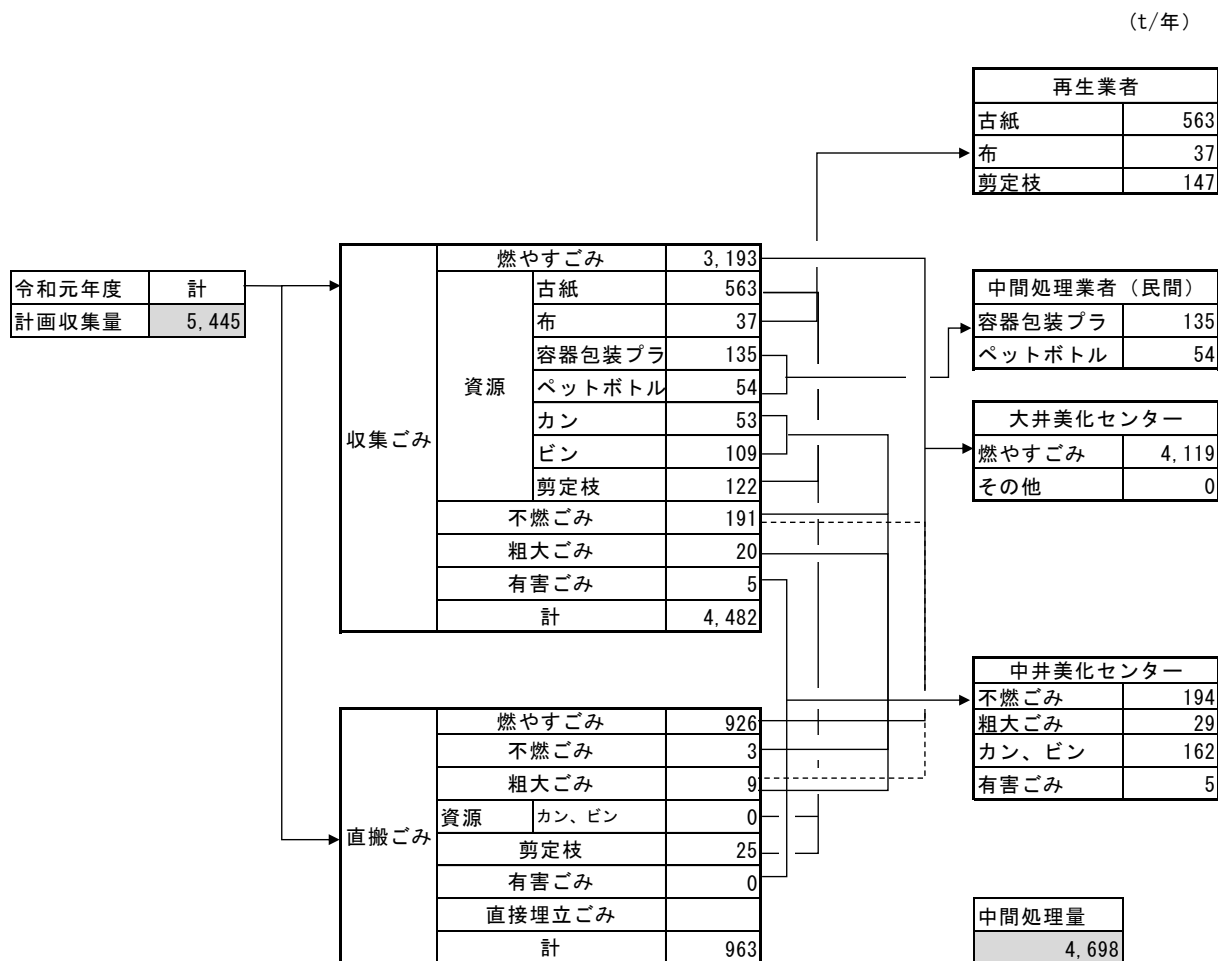 (t/年)
再生業者
古紙 563
布 37
剪定枝 147
令和元年度 計
計画収集量 5,445
収集ごみ
燃やすごみ 3,193
資源
古紙 563
布 37
容器包装プラ 135
ペットボトル 54
カン 53
ビン 109
剪定枝 122
不燃ごみ 191
粗大ごみ 20
有害ごみ 5
計 4,482
中間処理業者（民間）
容器包装プラ 135
ペットボトル 54
大井美化センター
燃やすごみ 4,119
その他 0
中井美化センター
不燃ごみ 194
粗大ごみ 29
カン、ビン 162
有害ごみ 5
直搬ごみ
燃やすごみ 926
不燃ごみ 3
粗大ごみ 9
資源 カン、ビン 0
剪定枝 25
有害ごみ 0
直接埋立ごみ
計 963
中間処理量
4,698